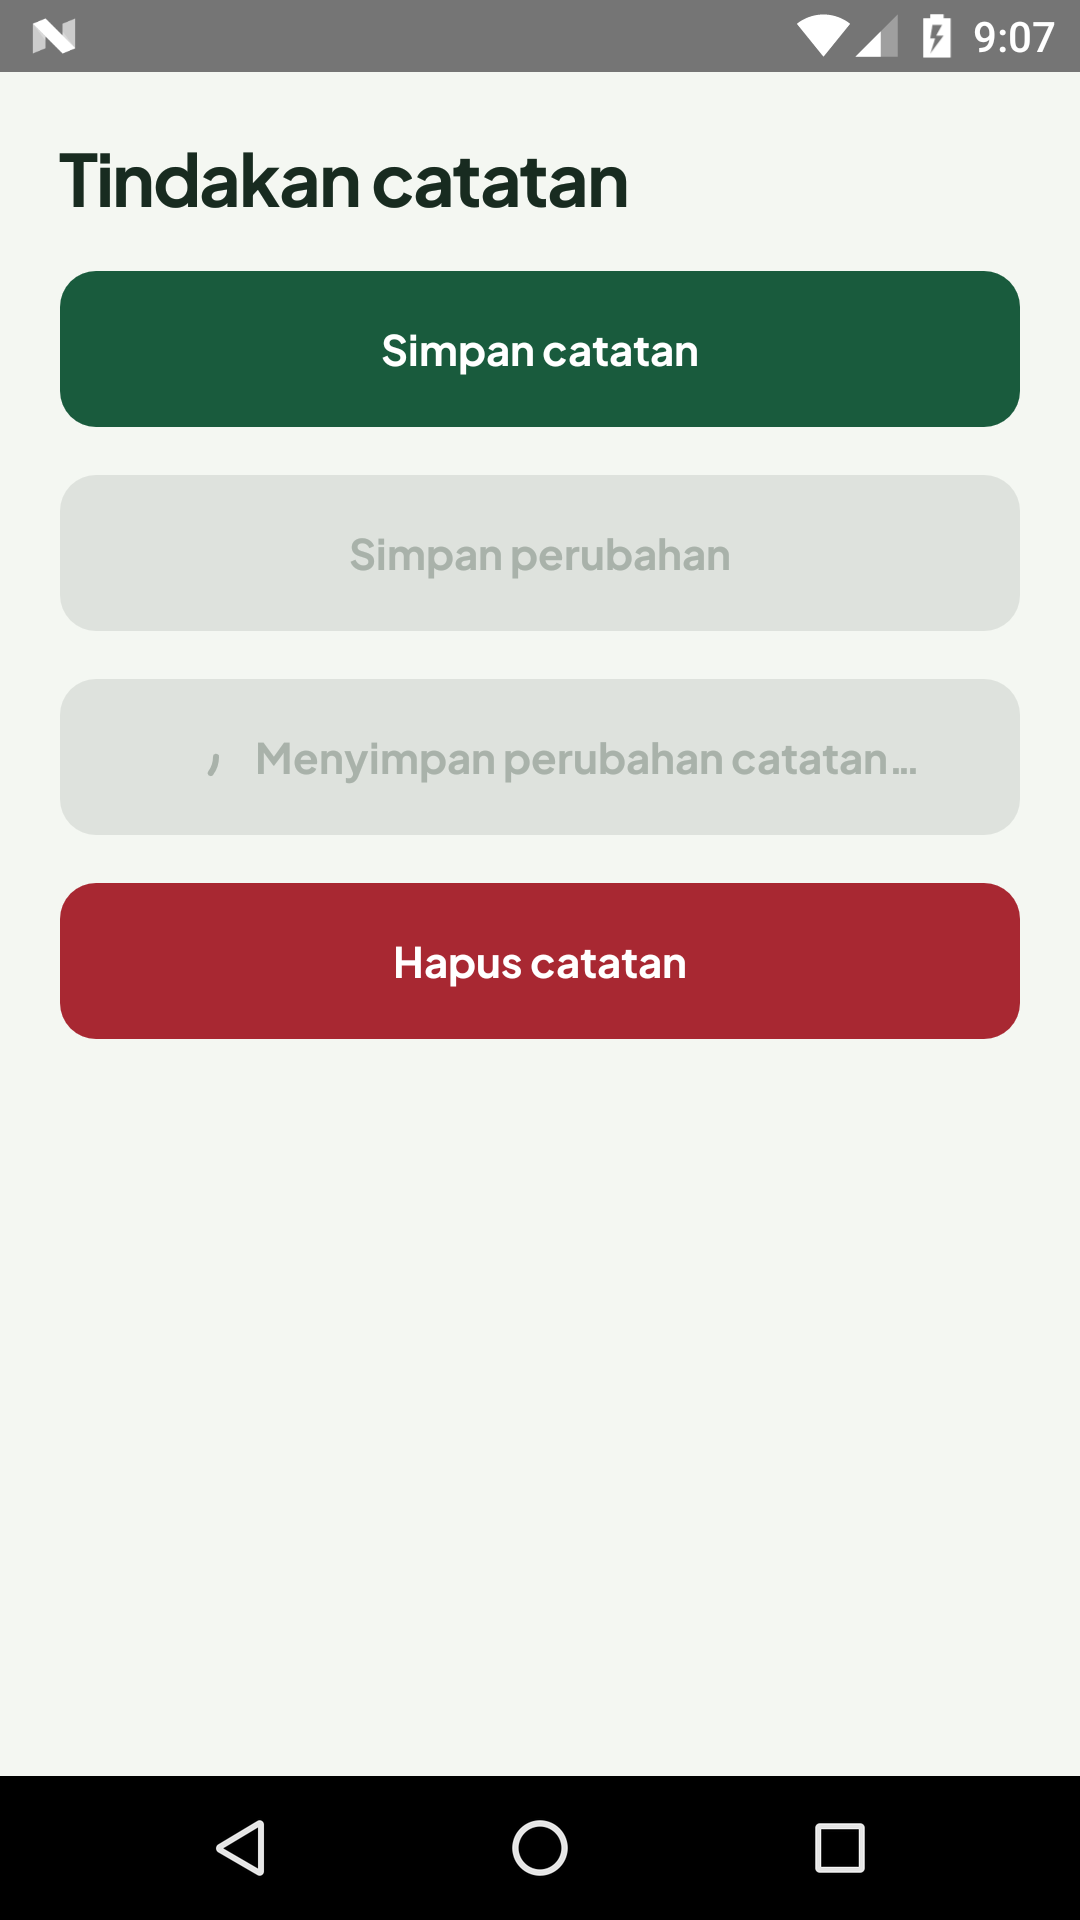 9:07
Tindakan catatan
Simpan catatan
Simpan perubahan
Menyimpan perubahan catatan…
Hapus catatan